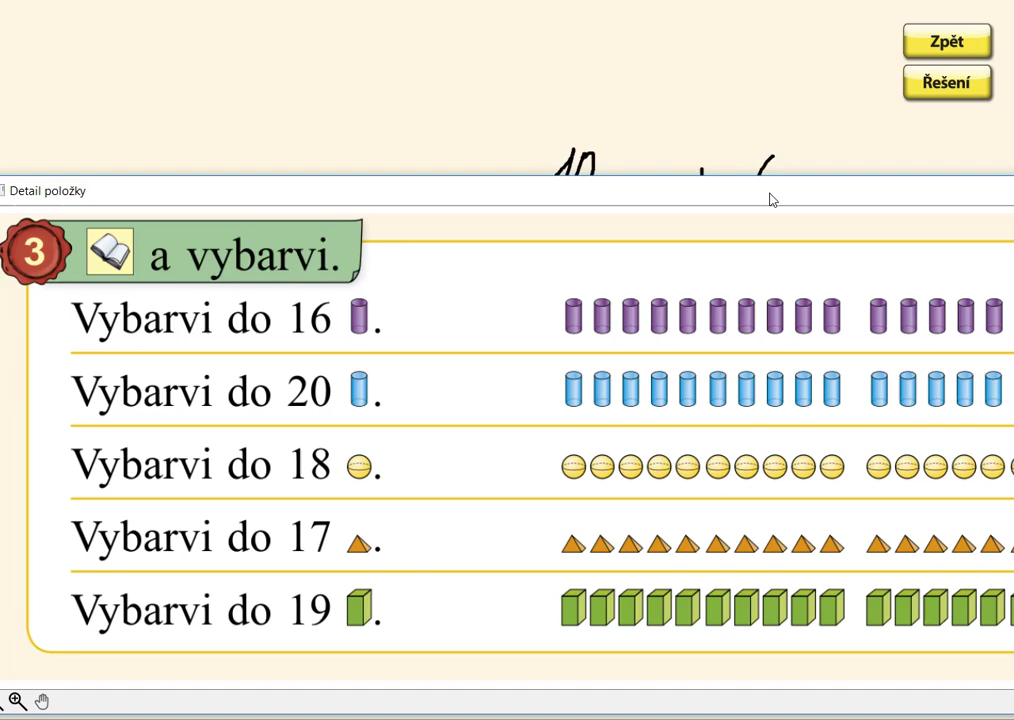 Zpět
Řešení
10
Detail položky
3 a vybarvi.
Vybarvi do 16 .
Vybarvi do 20 .
Vybarvi do 18 .
Vybarvi do 17 .
Vybarvi do 19 .